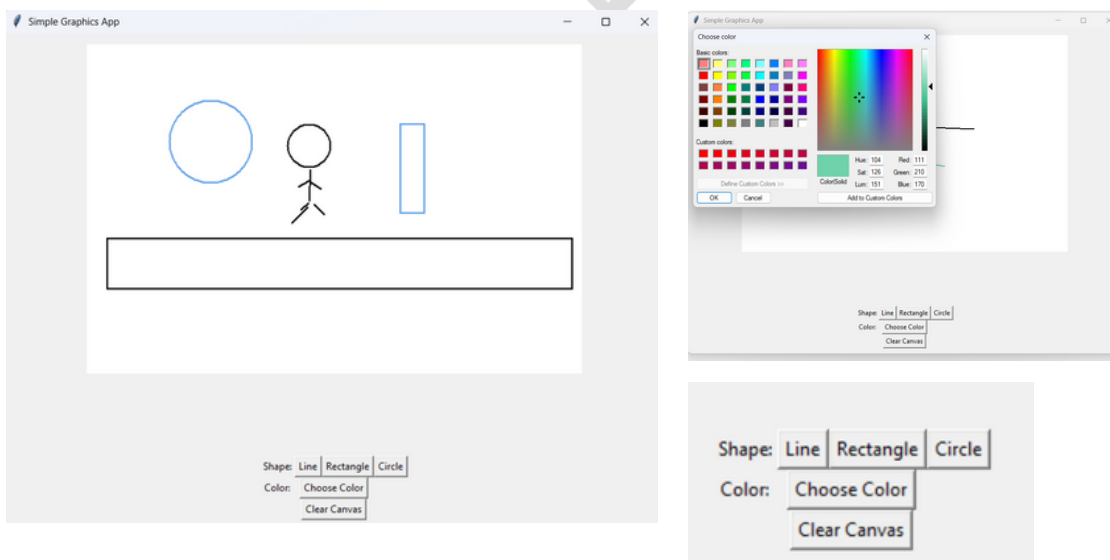 Simple Graphics App
Shape: Line Rectangle Circle
Color: Choose Color
Clear Canvas
Simple Graphics App
Choose color
Basic colors:
Custom colors:
Define Custom Colors >>
OK Cancel
Hue: 104 Red: 111
Sat: 126 Green: 210
Color|Solid Lum: 151 Blue: 170
Add to Custom Colors
Shape: Line Rectangle Circle
Color: Choose Color
Clear Canvas
Shape: Line Rectangle Circle
Color: Choose Color
Clear Canvas